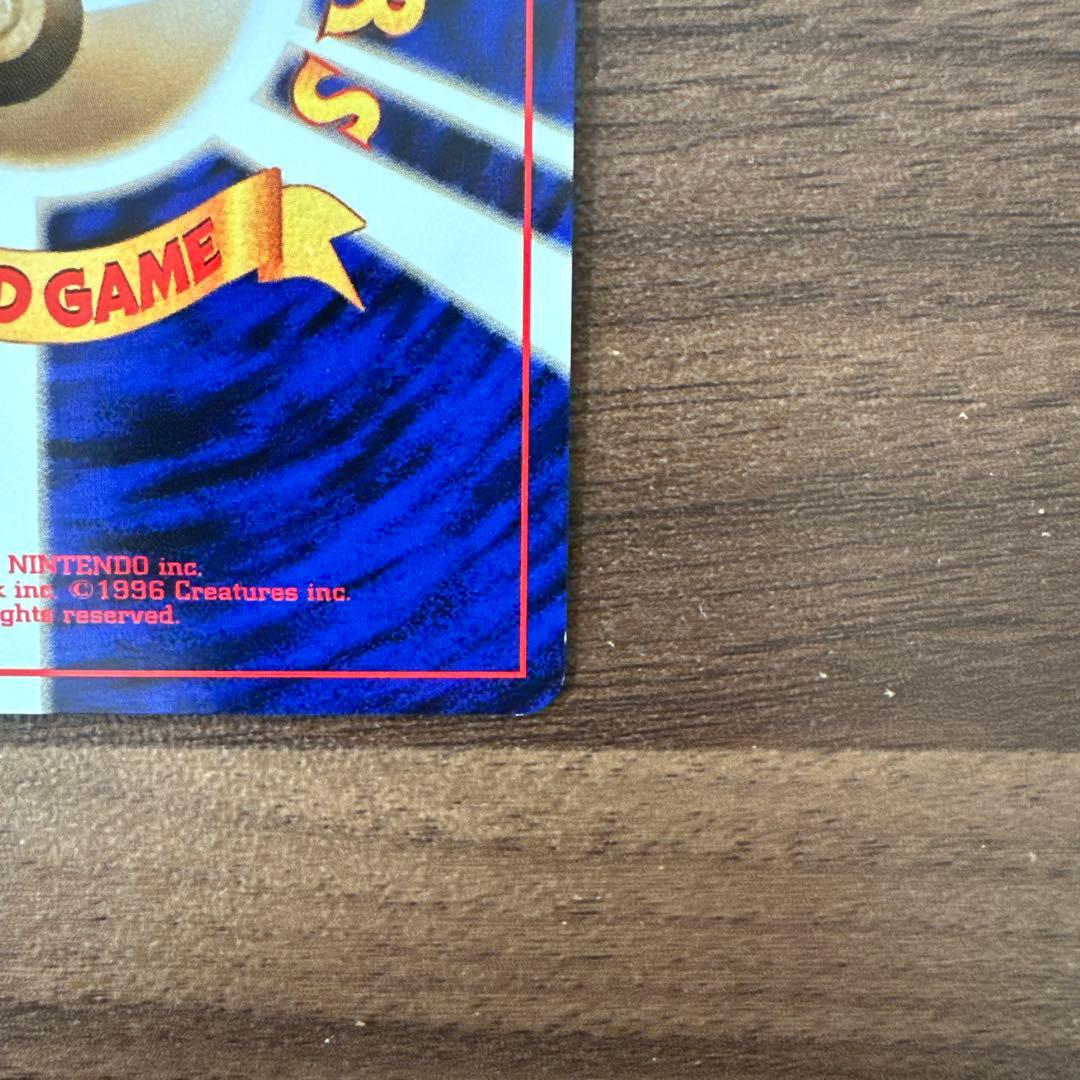 S
D GAME
NINTENDO inc.
k inc. ©1996 Creatures inc.
ghts reserved.